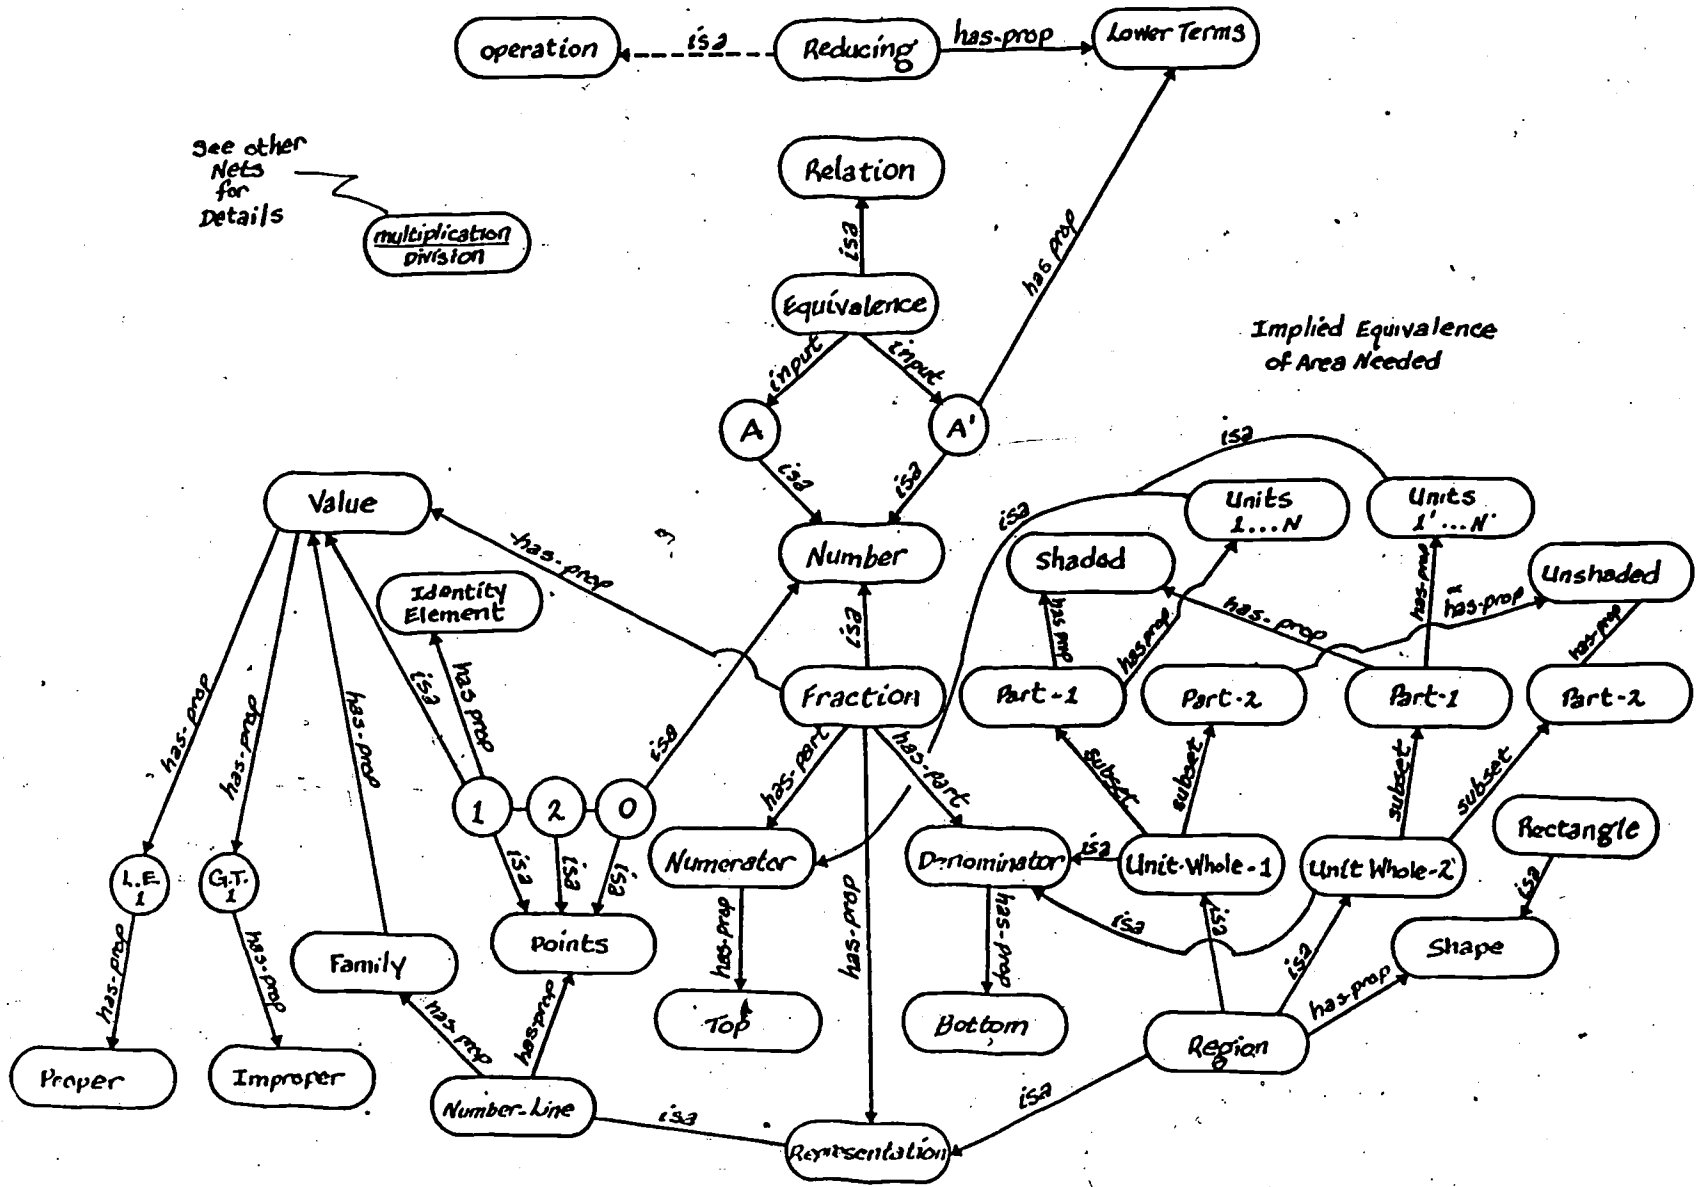 operation
isa
Reducing
has-prop
Lower Terms
See other
Nets
for
Details
multiplication
division
Relation
isa
has prop
Equivalence
input
input
Implied Equivalence
of Area Needed
A
A'
isa
isa
isa
isa
Value
Number
Units
1...N
Units
1'...N'
Shaded
Unshaded
has-prop
Identity
Element
isa
has prop
has-prop
has-prop
has-prop
has-prop
has-prop
Fraction
Part-1
Part-2
Part-1
Part-2
has-prop
has-prop
has-prop
isa
has prop
isa
has-part
has-part
subset
subset
subset
subset
1
2
0
Rectangle
Numerator
Denominator
isa
Unit-Whole-1
Unit Whole-2
L.E.
1
G.T.
1
isa
isa
isa
isa
isa
isa
isa
has-prop
has-prop
has-prop
has-prop
has-prop
has-prop
Family
Points
Shape
has-prop
has-prop
Top
Bottom
Region
Proper
Improper
Number-Line
isa
isa
Representation